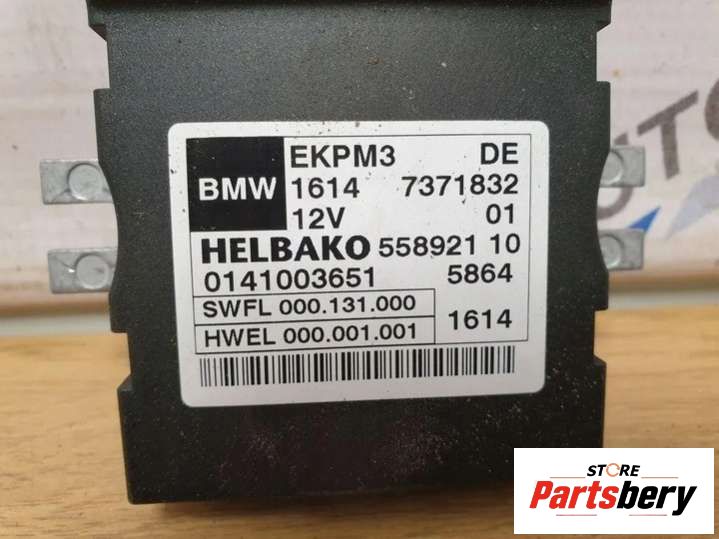 BMW EKPM3 DE
1614 7371832
12V 01
HELBAKO 558921 10
0141003651 5864
SWFL 000.131.000
HWEL 000.001.001 1614
STORE
Partsbery